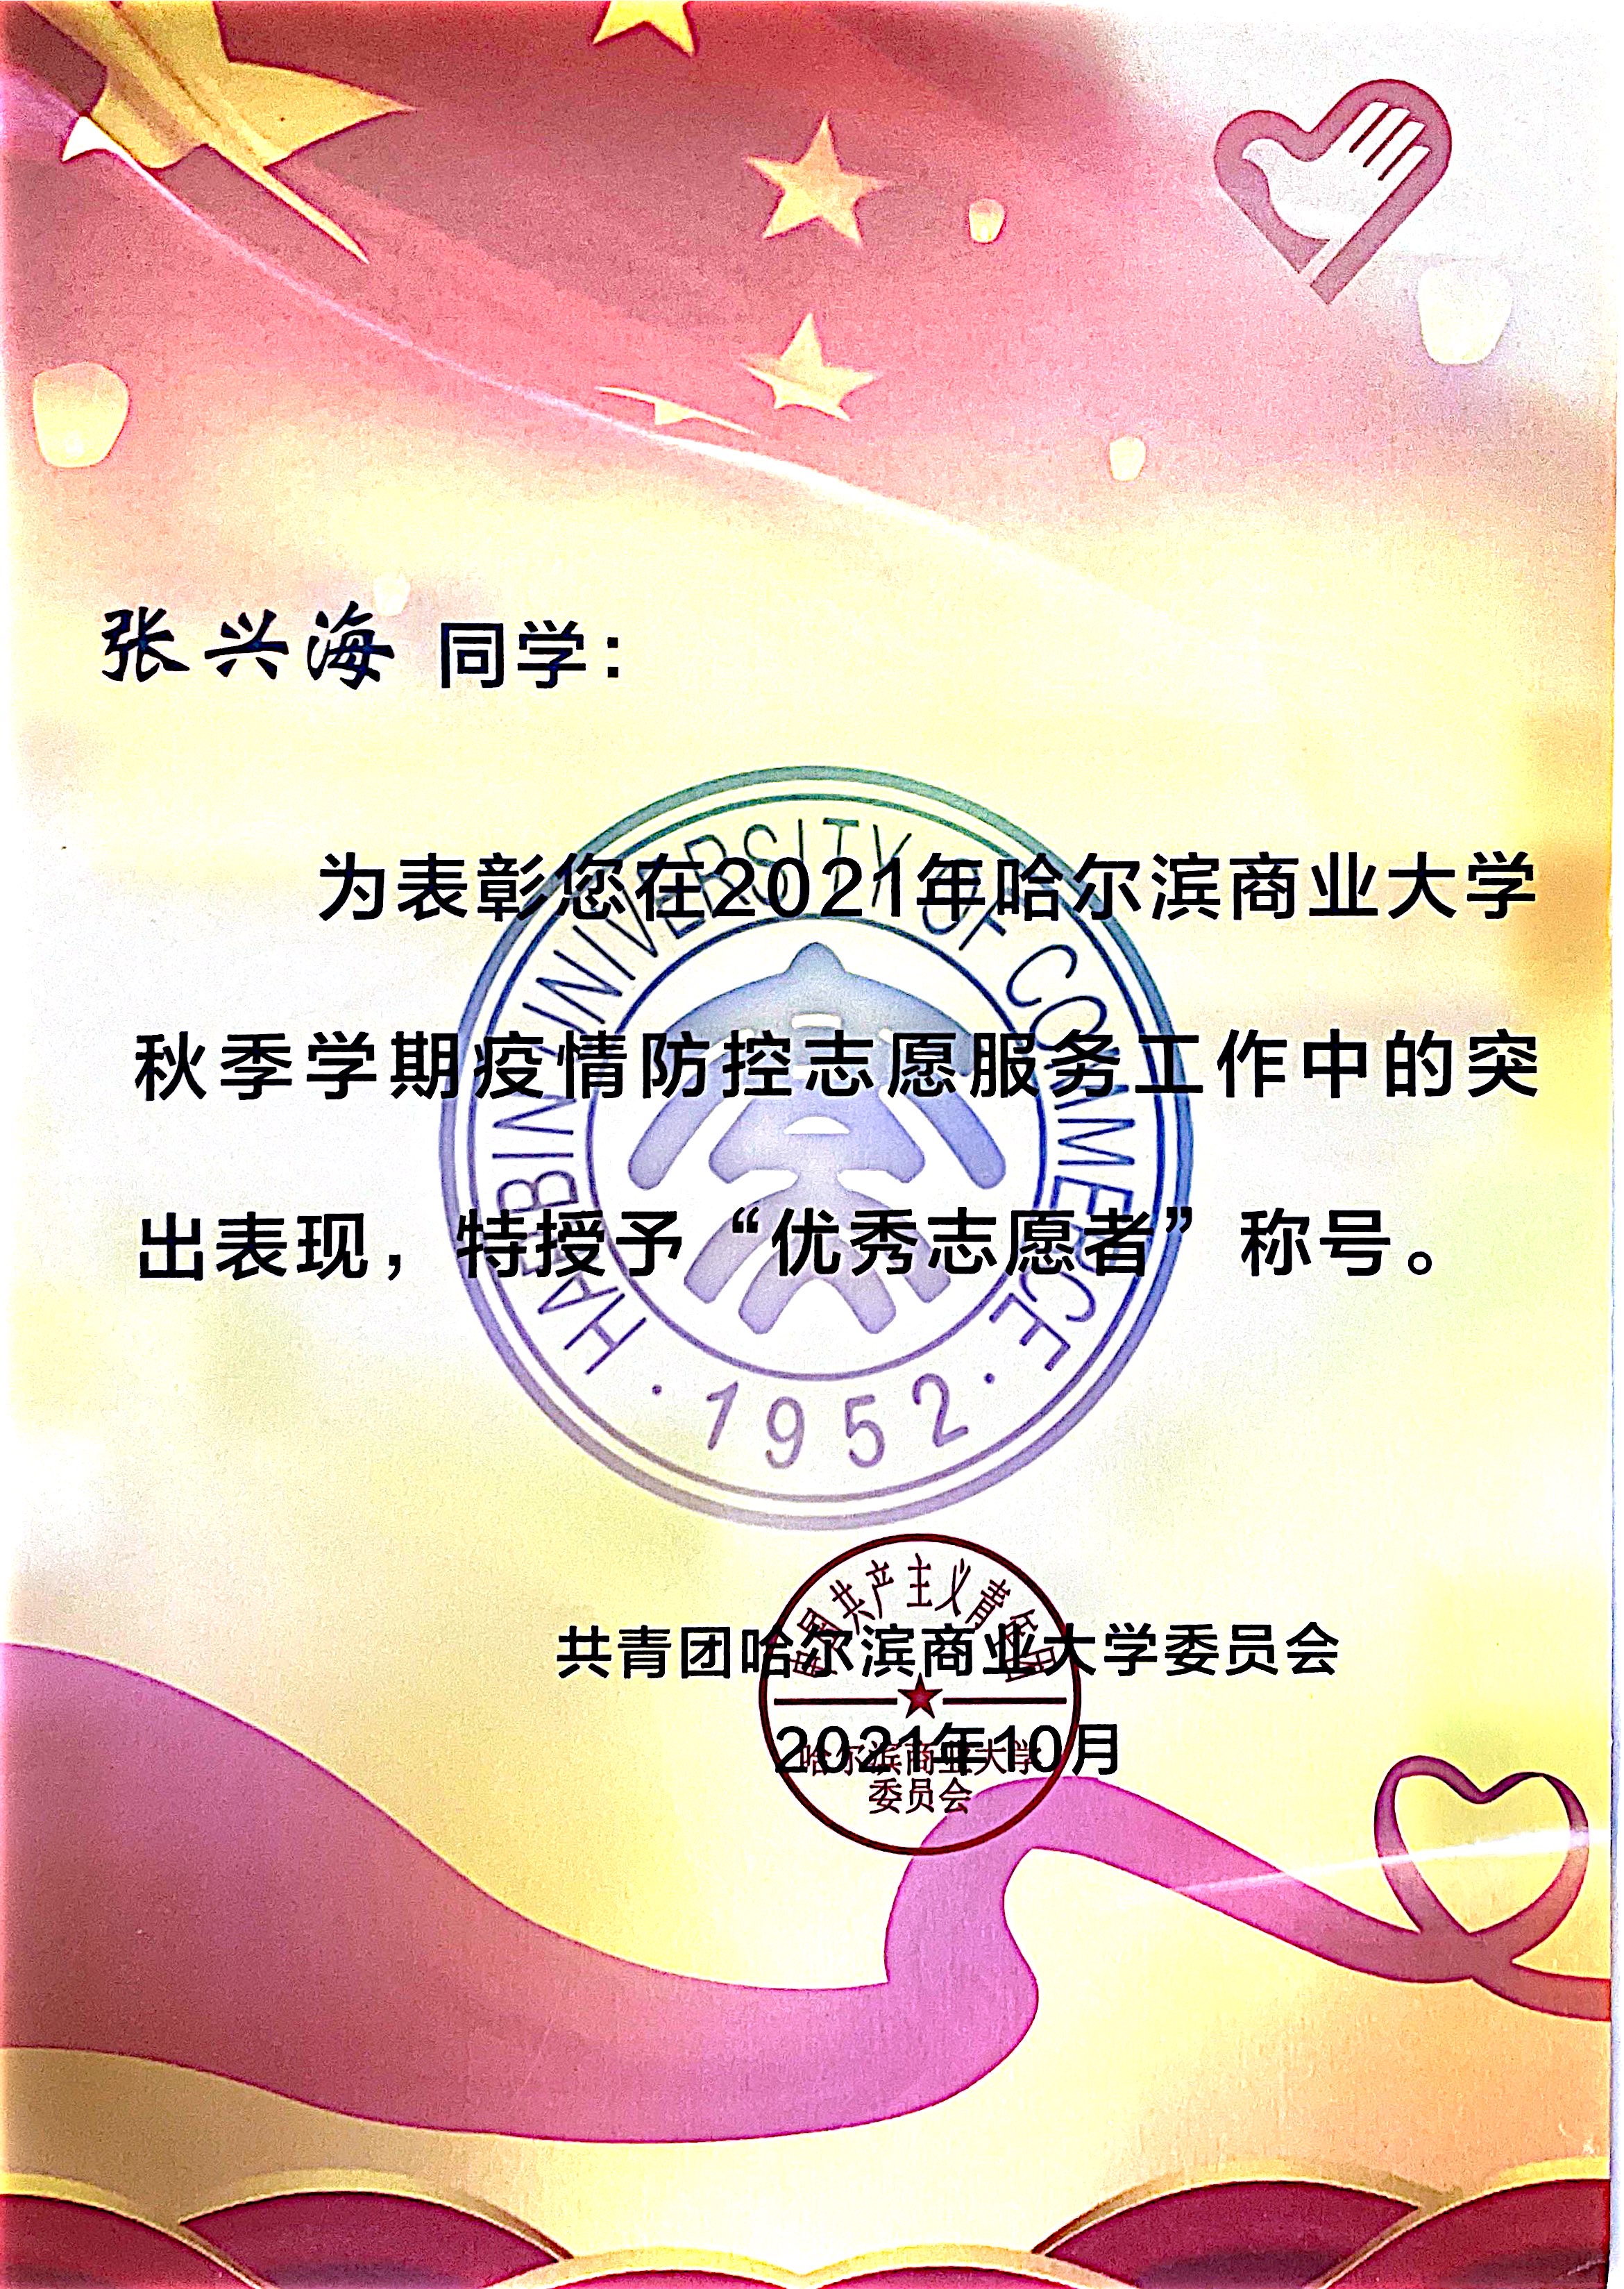 张兴海 同学：
为表彰您在2021年哈尔滨商业大学
秋季学期疫情防控志愿服务工作中的突
出表现，特授予“优秀志愿者”称号。
HARBIN UNIVERSITY OF COMMERCE
·1952·
共青团哈尔滨商业大学委员会
2021年10月
中国共产主义青年团
哈尔滨商业大学
委员会